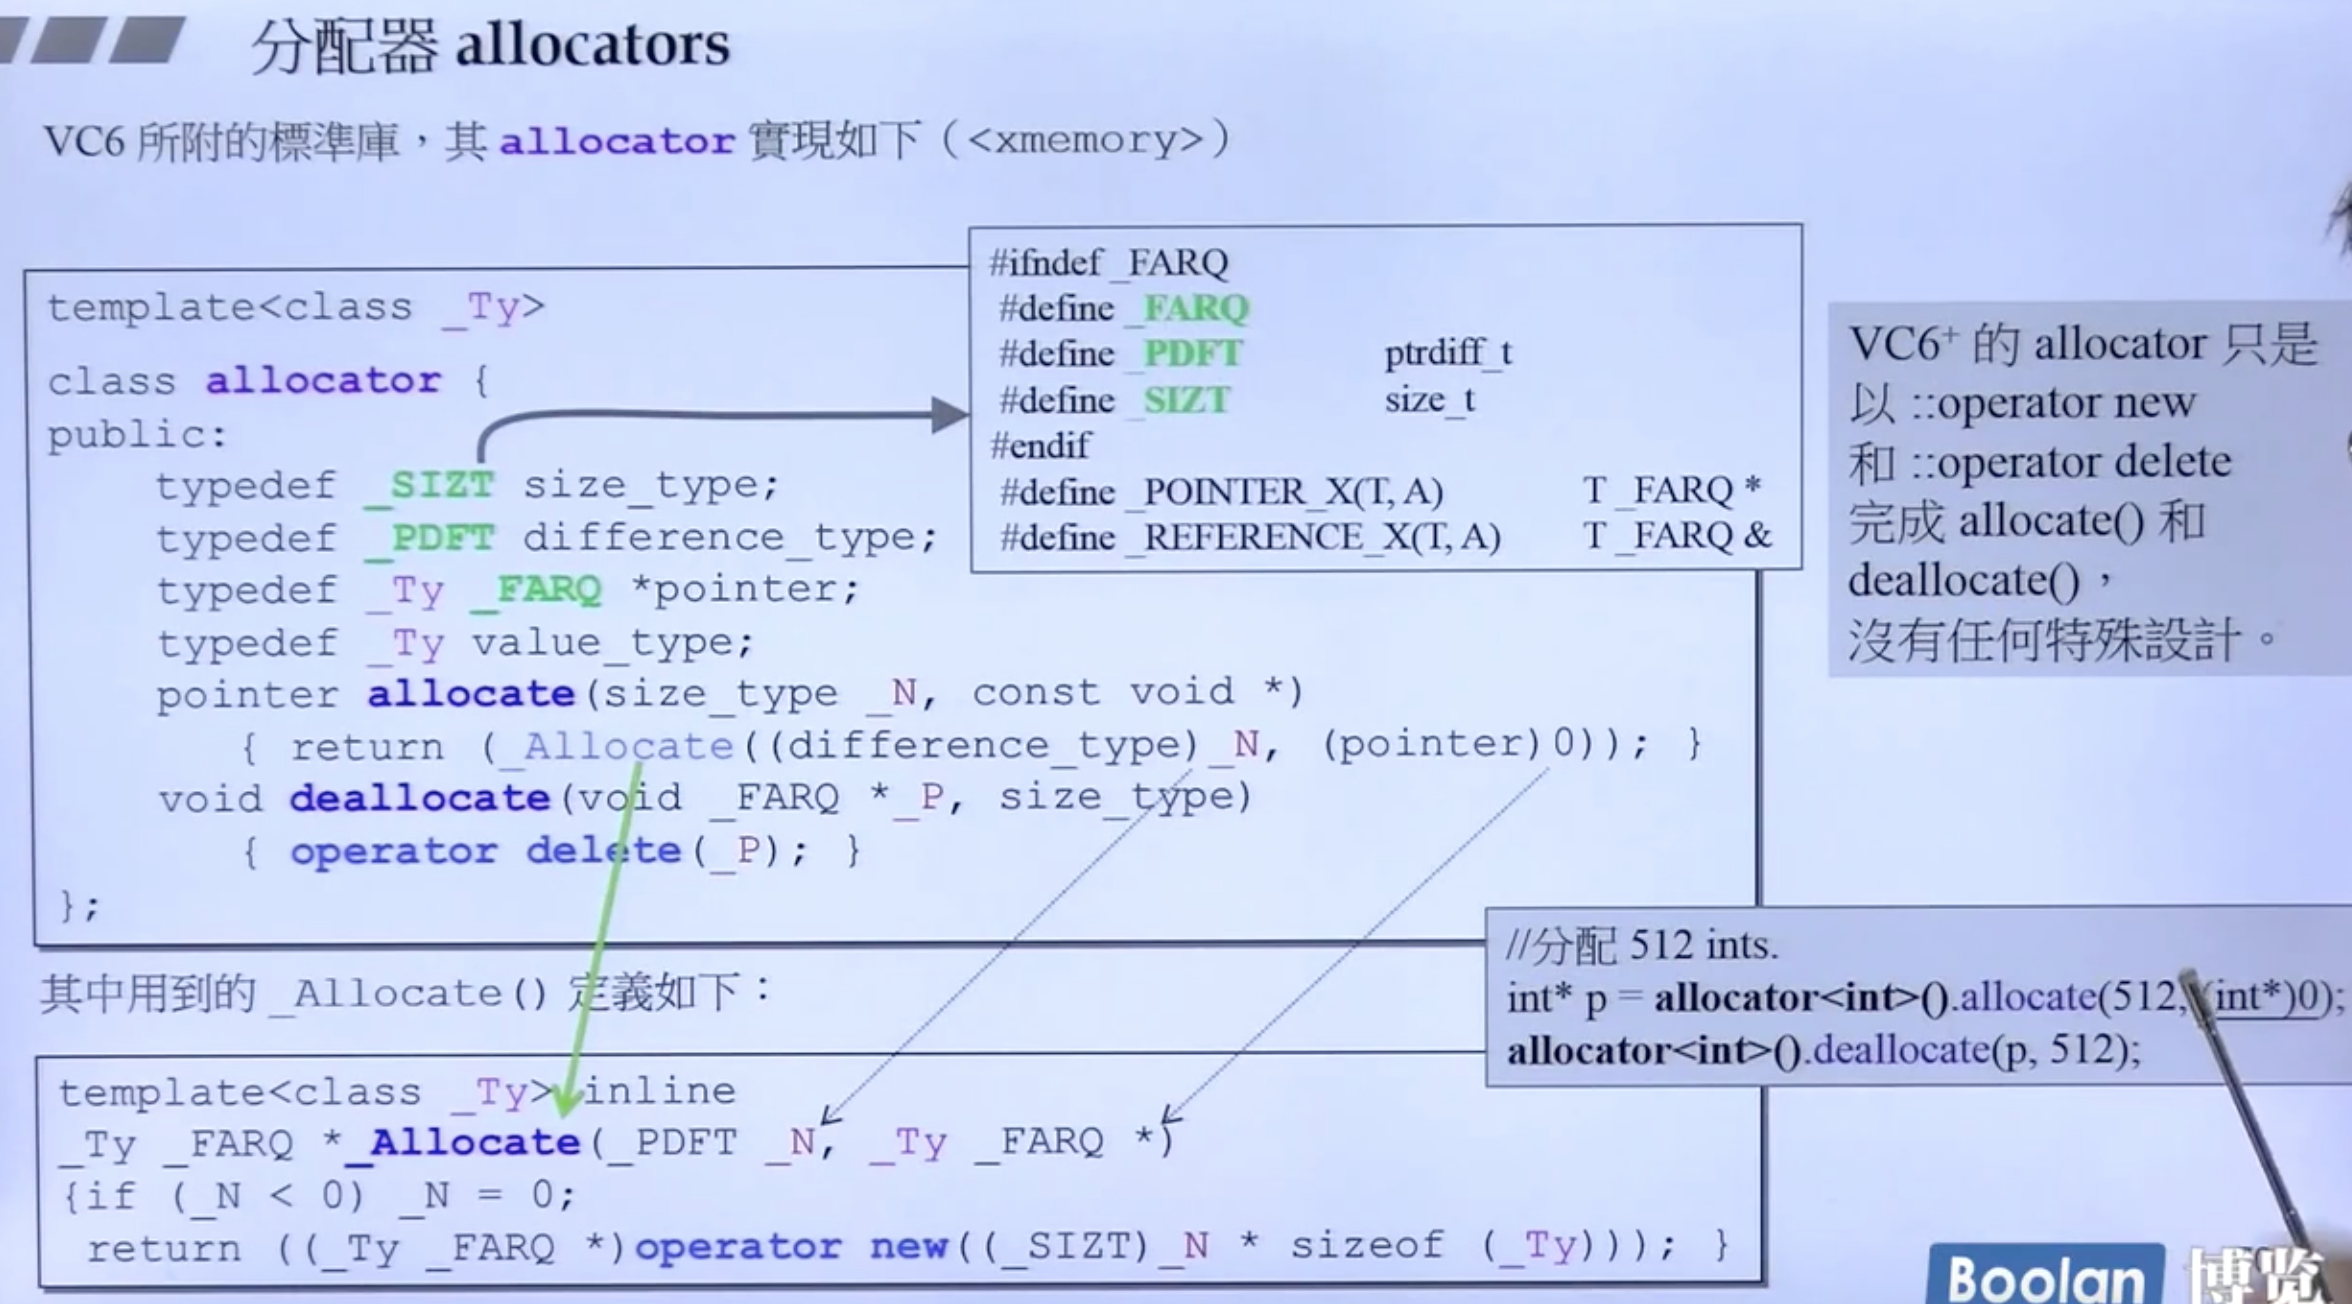 分配器 allocators
VC6 所附的標準庫，其 allocator 實現如下（<xmemory>）
template<class _Ty>
class allocator {
public:
typedef _SIZT size_type;
typedef _PDFT difference_type;
typedef _Ty _FARQ *pointer;
typedef _Ty value_type;
pointer allocate(size_type _N, const void *)
{ return (_Allocate((difference_type)_N, (pointer)0)); }
void deallocate(void _FARQ *_P, size_type)
{ operator delete(_P); }
};
#ifndef _FARQ
#define _FARQ
#define _PDFT ptrdiff_t
#define _SIZT size_t
#endif
#define _POINTER_X(T, A) T _FARQ *
#define _REFERENCE_X(T, A) T _FARQ &
VC6+ 的 allocator 只是
以 ::operator new
和 ::operator delete
完成 allocate() 和
deallocate()，
沒有任何特殊設計。
其中用到的 _Allocate() 定義如下：
template<class _Ty> inline
_Ty _FARQ *_Allocate(_PDFT _N, _Ty _FARQ *)
{if (_N < 0) _N = 0;
return ((_Ty _FARQ *)operator new((_SIZT)_N * sizeof (_Ty))); }
//分配 512 ints.
int* p = allocator<int>().allocate(512, (int*)0);
allocator<int>().deallocate(p, 512);
Boolan 博览